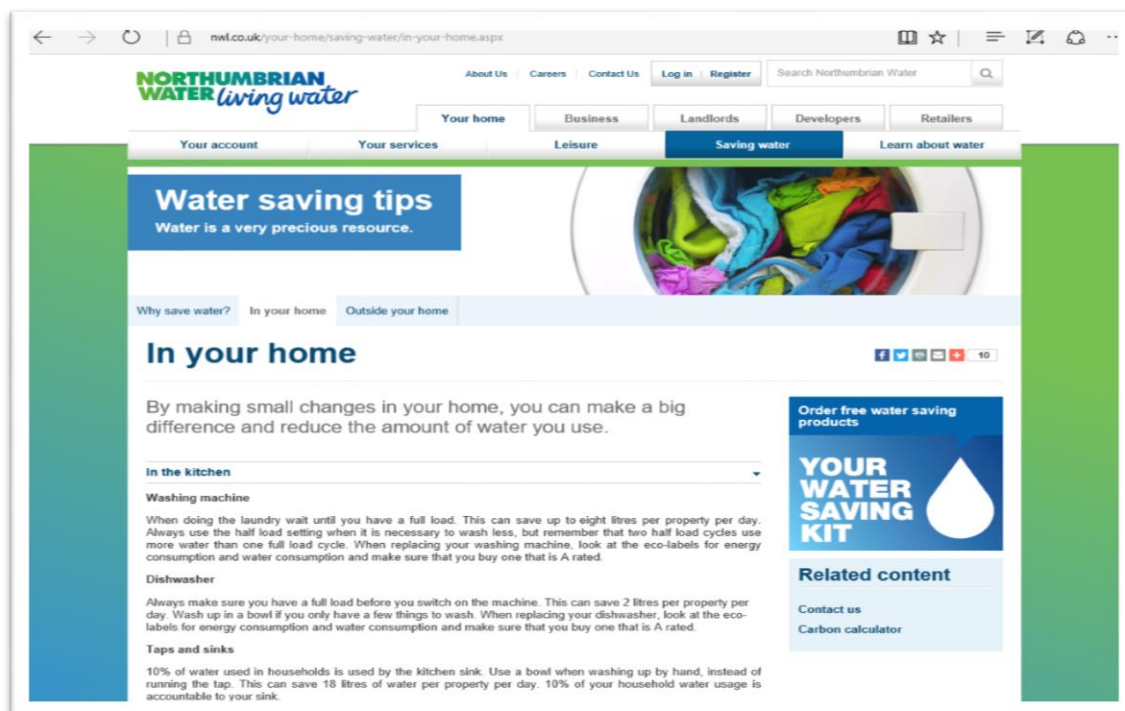 nwl.co.uk/your-home/saving-water/in-your-home.aspx
NORTHUMBRIAN
WATER living water
About Us
Careers
Contact Us
Log in
Register
Search Northumbrian Water
Your home
Business
Landlords
Developers
Retailers
Your account
Your services
Leisure
Saving water
Learn about water
Water saving tips
Water is a very precious resource.
Why save water?
In your home
Outside your home
In your home
10
By making small changes in your home, you can make a big
difference and reduce the amount of water you use.
In the kitchen
Washing machine
When doing the laundry wait until you have a full load. This can save up to eight litres per property per day.
Always use the half load setting when it is necessary to wash less, but remember that two half load cycles use
more water than one full load cycle. When replacing your washing machine, look at the eco-labels for energy
consumption and water consumption and make sure that you buy one that is A rated.
Dishwasher
Always make sure you have a full load before you switch on the machine. This can save 2 litres per property per
day. Wash up in a bowl if you only have a few things to wash. When replacing your dishwasher, look at the eco-
labels for energy consumption and water consumption and make sure that you buy one that is A rated.
Taps and sinks
10% of water used in households is used by the kitchen sink. Use a bowl when washing up by hand, instead of
running the tap. This can save 18 litres of water per property per day. 10% of your household water usage is
accountable to your sink.
Order free water saving
products
YOUR
WATER
SAVING
KIT
Related content
Contact us
Carbon calculator